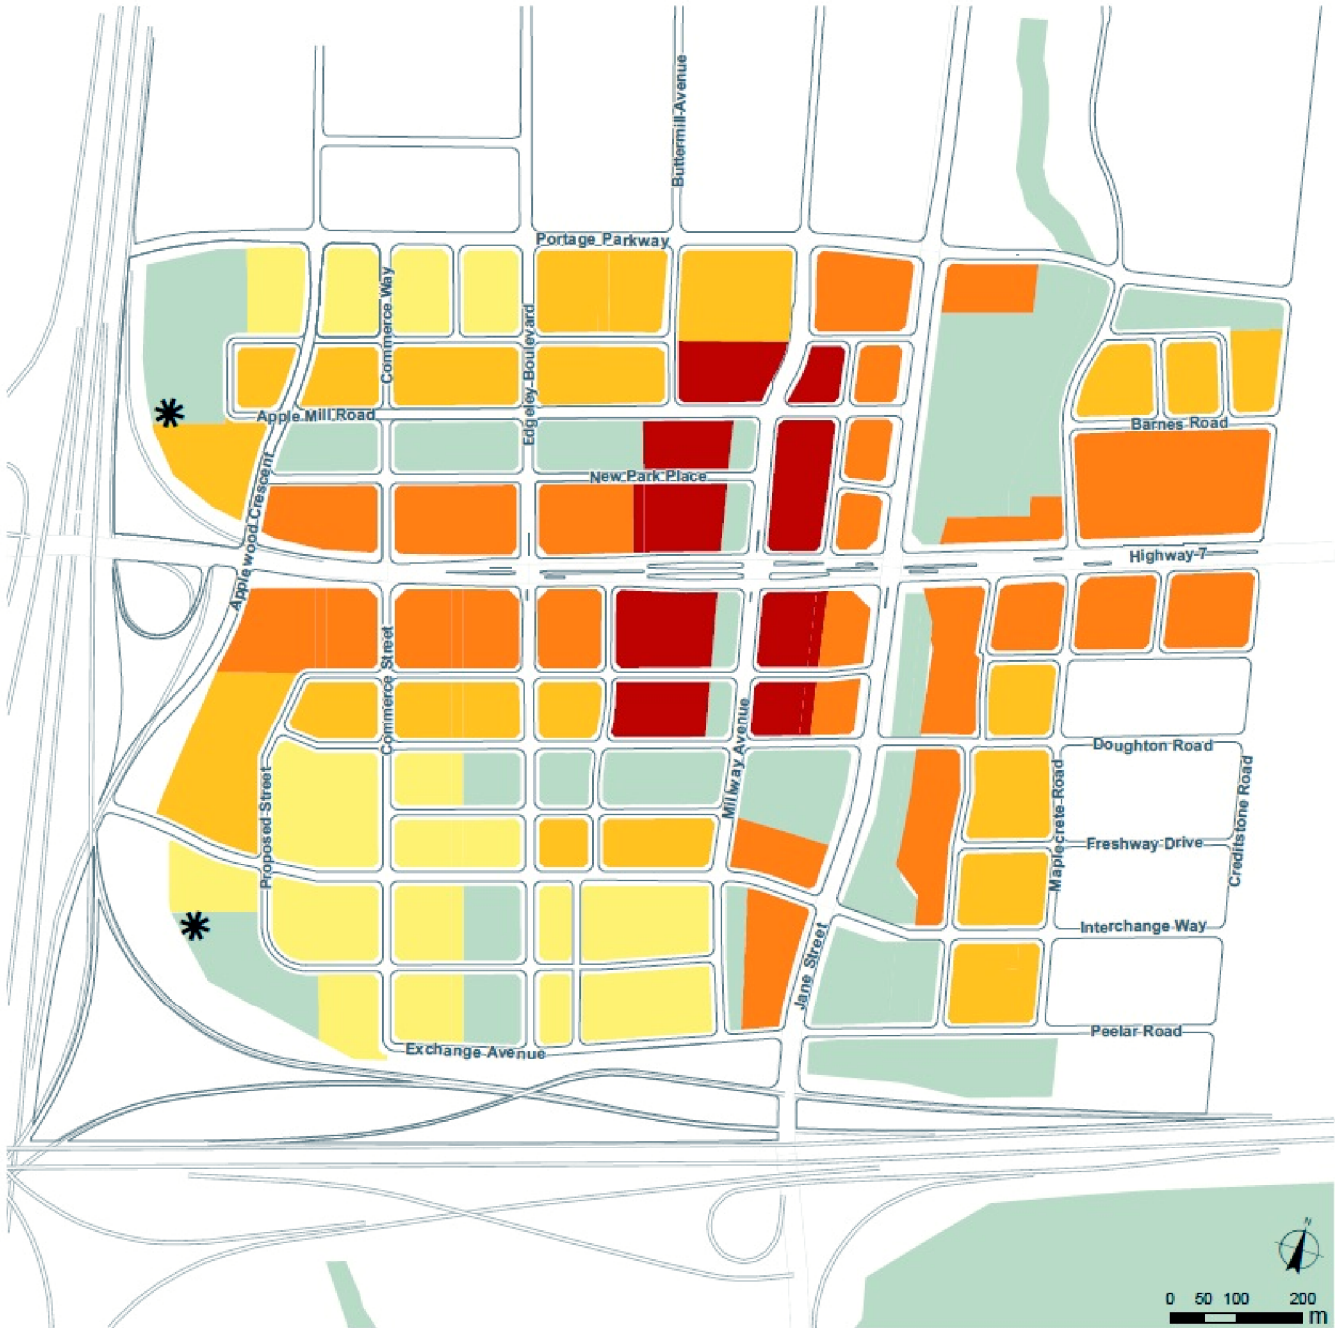 Buttermill Avenue
Portage Parkway
Commerce Way
Edgeley Boulevard
Apple Mill Road
Barnes Road
New Park Place
Applewood Crescent
Highway 7
Commerce Street
Millway Avenue
Doughton Road
Proposed Street
Maplecrete Road
Creditstone Road
Freshway Drive
Interchange Way
Jane Street
Peelar Road
Exchange Avenue
N
0 50 100 200
m